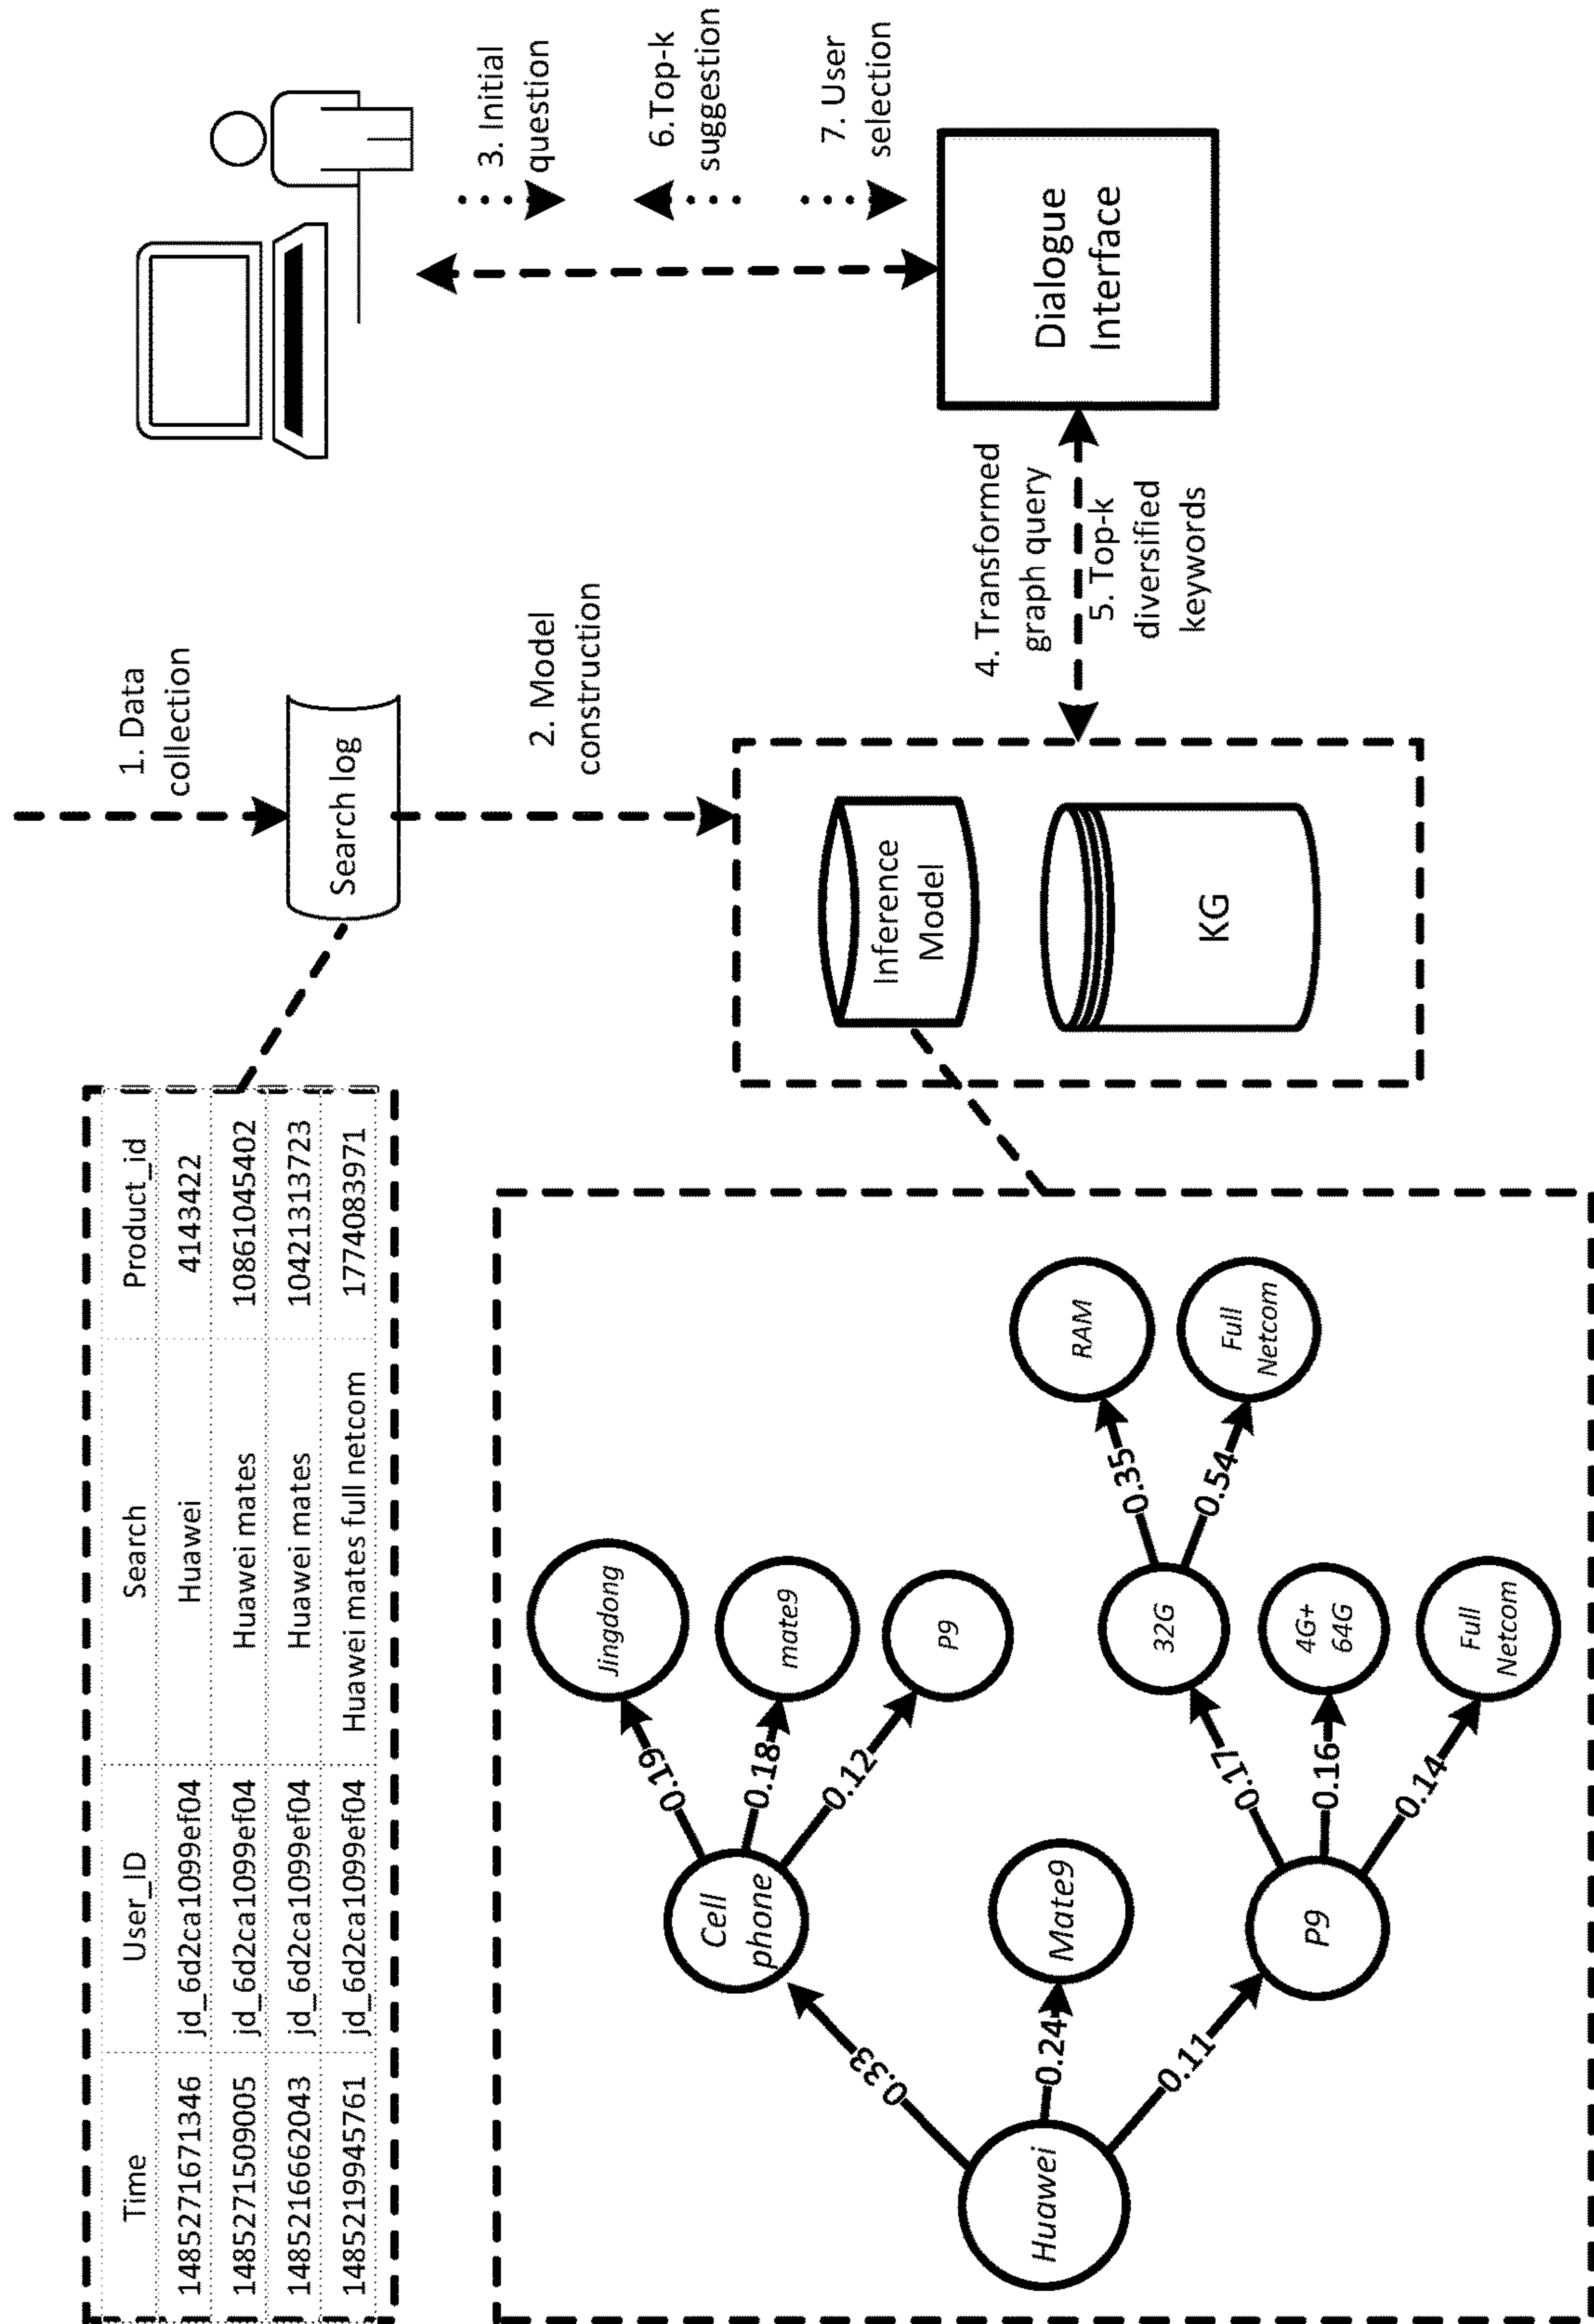 Time User_ID Search Product_id
1485271671346 jd_6d2ca1099ef04 Huawei 4143422
1485271509005 jd_6d2ca1099ef04 Huawei mates 10861045402
1485216662043 jd_6d2ca1099ef04 Huawei mates 10421313723
1485219945761 jd_6d2ca1099ef04 Huawei mates full netcom 1774083971
1. Data
collection
Search log
2. Model
construction
3. Initial
question
6.Top-k
suggestion
7. User
selection
Dialogue
Interface
4. Transformed
graph query
5. Top-k
diversified
keywords
Inference
Model
KG
Huawei
0.33
0.24
0.11
Cell
phone
Mate9
P9
0.19
0.18
0.12
Jingdong
mate9
P9
0.17
0.16
0.14
32G
4G+
64G
Full
Netcom
0.35
0.54
RAM
Full
Netcom